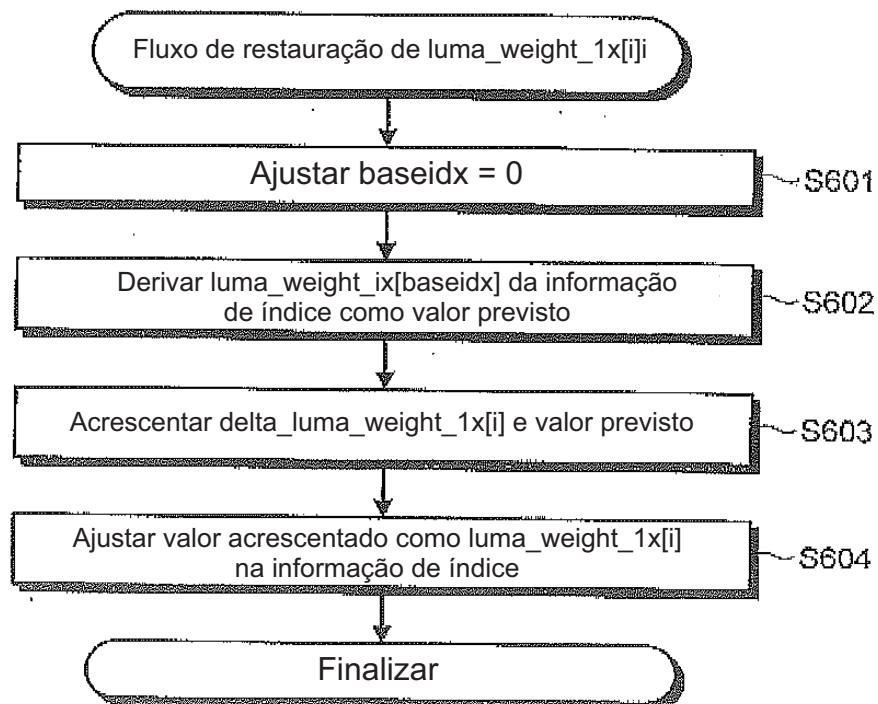 Fluxo de restauração de luma_weight_1x[i]i
Ajustar baseidx = 0
S601
Derivar luma_weight_ix[baseidx] da informação
de índice como valor previsto
S602
Acrescentar delta_luma_weight_1x[i] e valor previsto
S603
Ajustar valor acrescentado como luma_weight_1x[i]
na informação de índice
S604
Finalizar